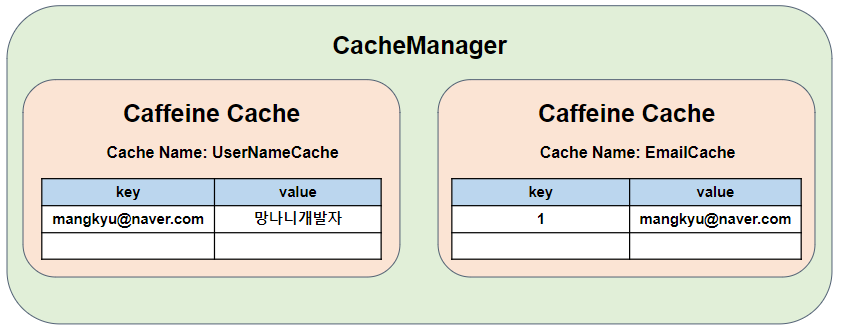 CacheManager
Caffeine Cache
Cache Name: UserNameCache
key value
mangkyu@naver.com 망나니개발자
Caffeine Cache
Cache Name: EmailCache
key value
1 mangkyu@naver.com